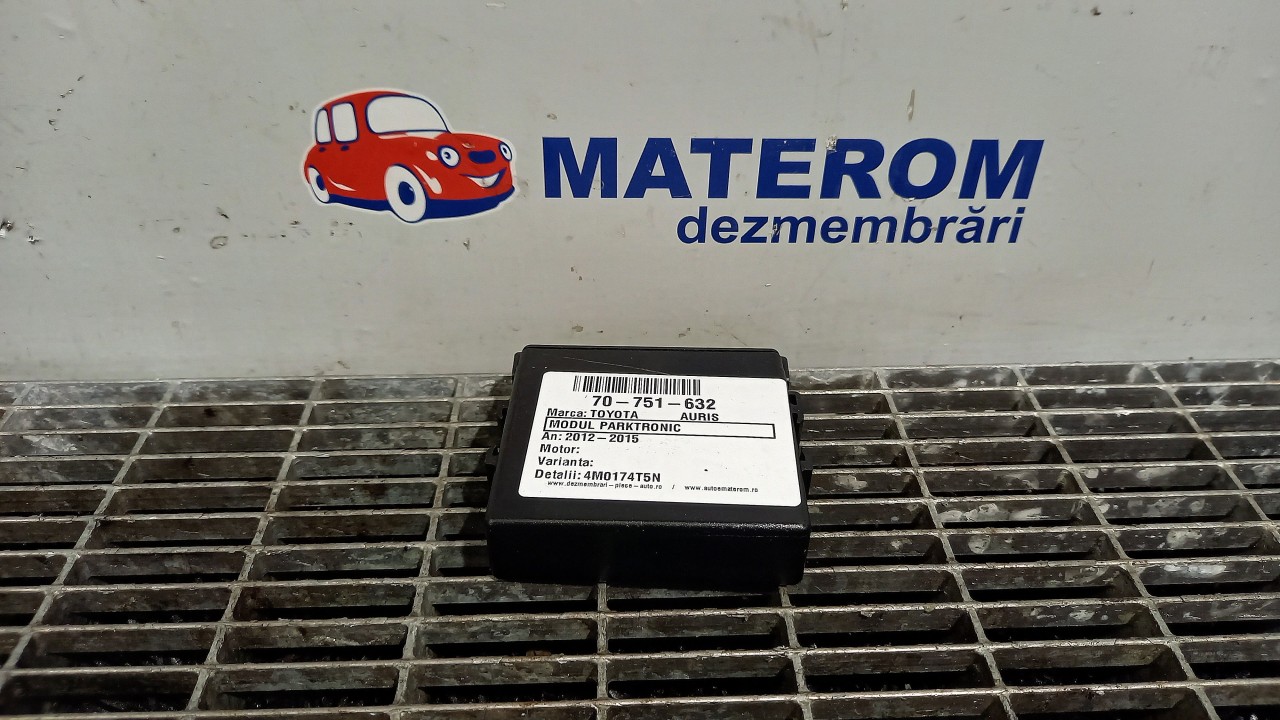 MATEROM
dezmembrări
70-751-632
Marca: TOYOTA AURIS
MODUL PARKTRONIC
An: 2012-2015
Motor:
Varianta:
Detalii: 4M0174T5N
www.dezmembrari-piese-auto.ro / www.automaterom.ro